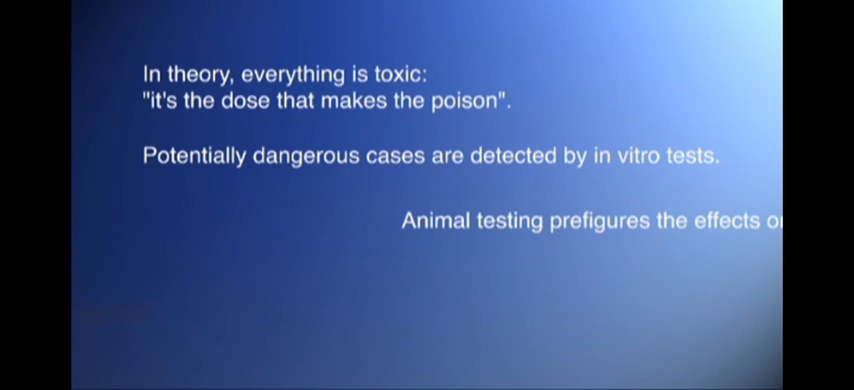 In theory, everything is toxic:
"it's the dose that makes the poison".
Potentially dangerous cases are detected by in vitro tests.
Animal testing prefigures the effects